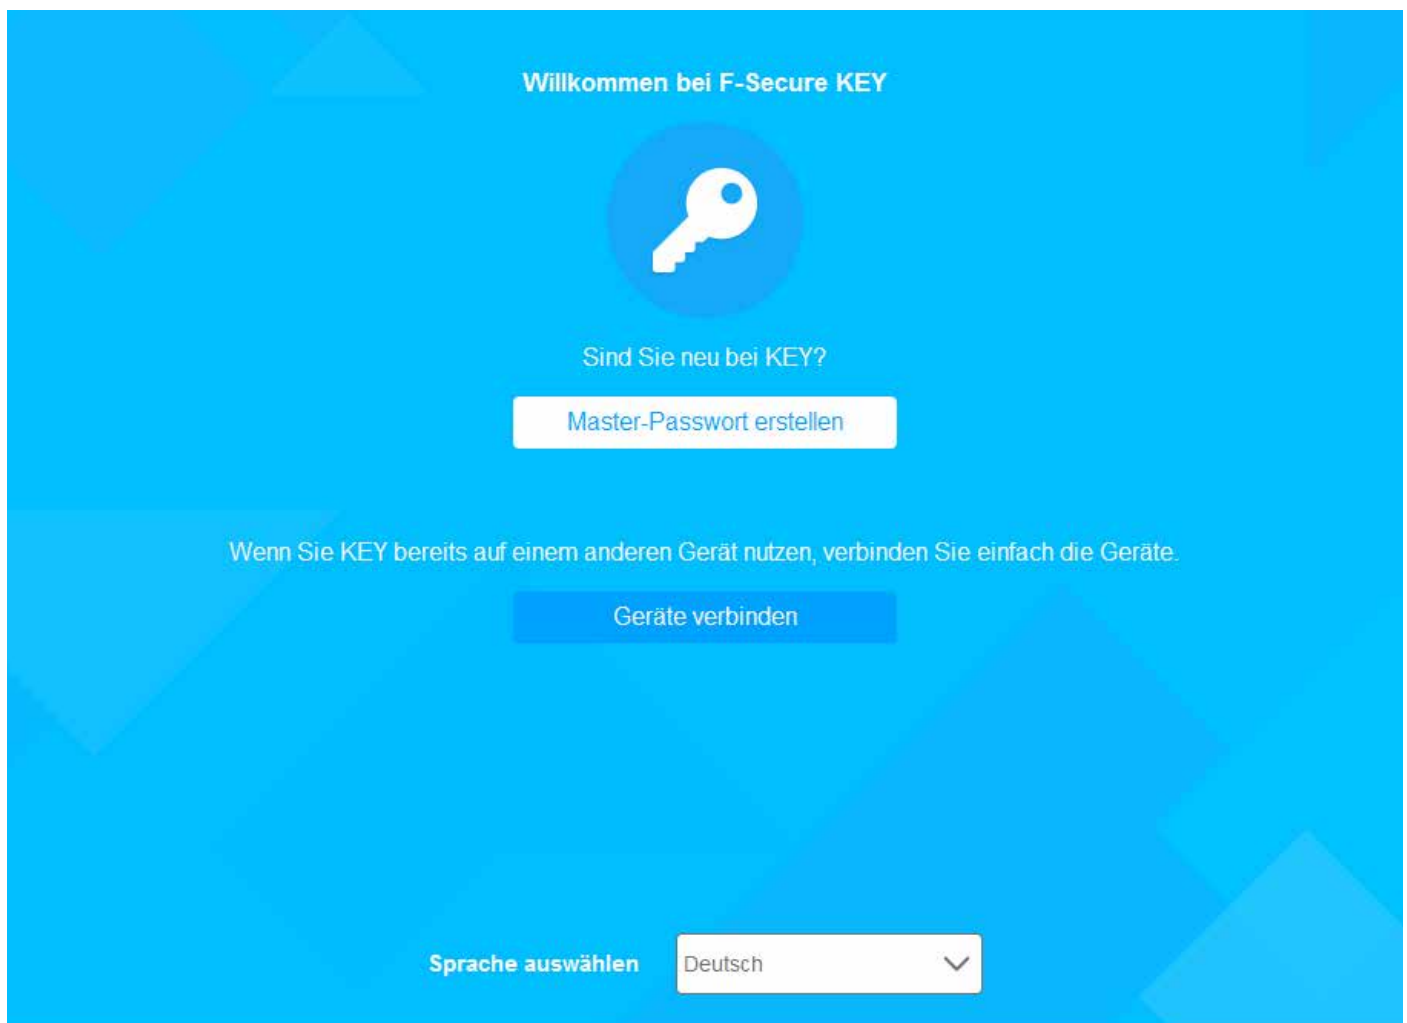 Willkommen bei F-Secure KEY
Sind Sie neu bei KEY?
Master-Passwort erstellen
Wenn Sie KEY bereits auf einem anderen Gerät nutzen, verbinden Sie einfach die Geräte.
Geräte verbinden
Sprache auswählen Deutsch